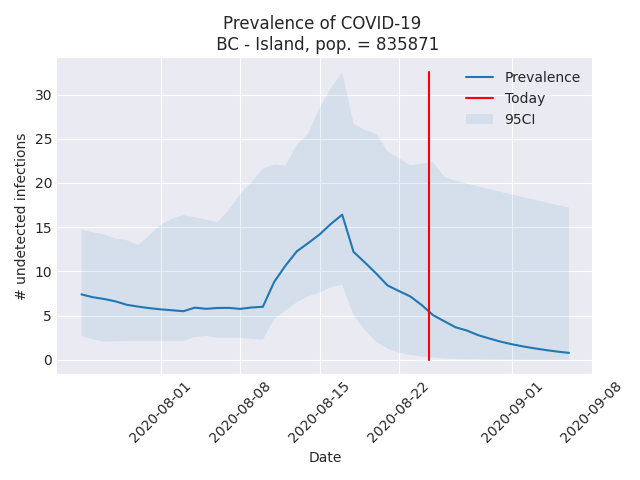 Prevalence of COVID-19
BC - Island, pop. = 835871
# undetected infections
30
25
20
15
10
5
0
Prevalence
Today
95CI
2020-08-01
2020-08-08
2020-08-15
2020-08-22
2020-09-01
2020-09-08
Date